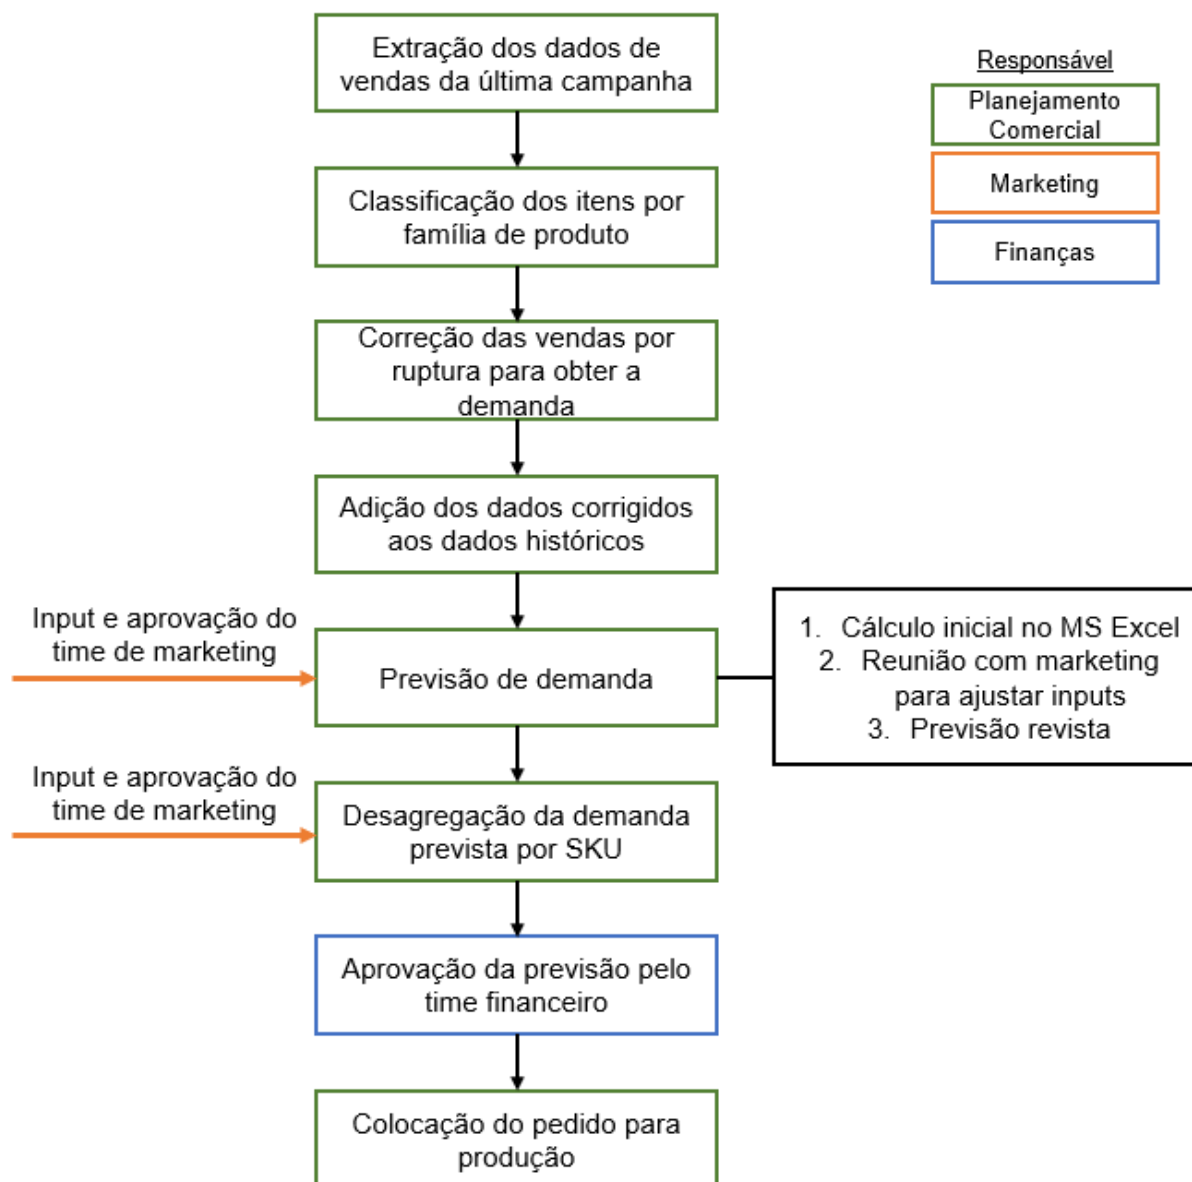 Extração dos dados de
vendas da última campanha
Responsável
Planejamento
Comercial
Marketing
Finanças
Classificação dos itens por
família de produto
Correção das vendas por
ruptura para obter a
demanda
Adição dos dados corrigidos
aos dados históricos
Input e aprovação do
time de marketing
Previsão de demanda
1. Cálculo inicial no MS Excel
2. Reunião com marketing
para ajustar inputs
3. Previsão revista
Input e aprovação do
time de marketing
Desagregação da demanda
prevista por SKU
Aprovação da previsão pelo
time financeiro
Colocação do pedido para
produção